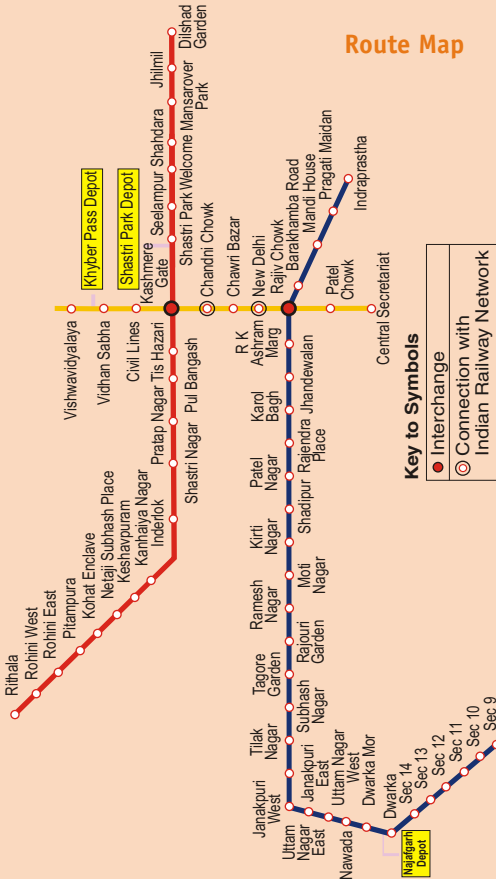 Route Map
Rithala
Rohini West
Rohini East
Pitampura
Kohat Enclave
Netaji Subhash Place
Keshavpuram
Kanhaiya Nagar
Inderlok
Shastri Nagar
Pratap Nagar
Pul Bangash
Tis Hazzari
Kashmere
Gate
Shastri Park
Seelampur
Welcome
Shahdara
Mansarover
Park
Jhilmil
Dilshad
Garden
Khyber Pass Depot
Shastri Park Depot
Vishwavidyalaya
Vidhan Sabha
Civil Lines
Chandni Chowk
Chawri Bazar
New Delhi
Rajiv Chowk
Patel
Chowk
Central Secretariat
Barakhamba Road
Mandi House
Pragati Maidan
Indraprastha
R K
Ashram
Marg
Jhandewalan
Karol
Bagh
Rajendra
Place
Patel
Nagar
Shadipur
Kirti
Nagar
Moti
Nagar
Ramesh
Nagar
Rajouri
Garden
Tagore
Garden
Subhash
Nagar
Tilak
Nagar
Janakpuri
East
Janakpuri
West
Uttam
Nagar
East
Uttam Nagar
West
Nawada
Dwarka Mor
Dwarka
Najafgarh
Depot
Sec 14
Sec 13
Sec 12
Sec 11
Sec 10
Sec 9
Key to Symbols
Interchange
Connection with
Indian Railway Network